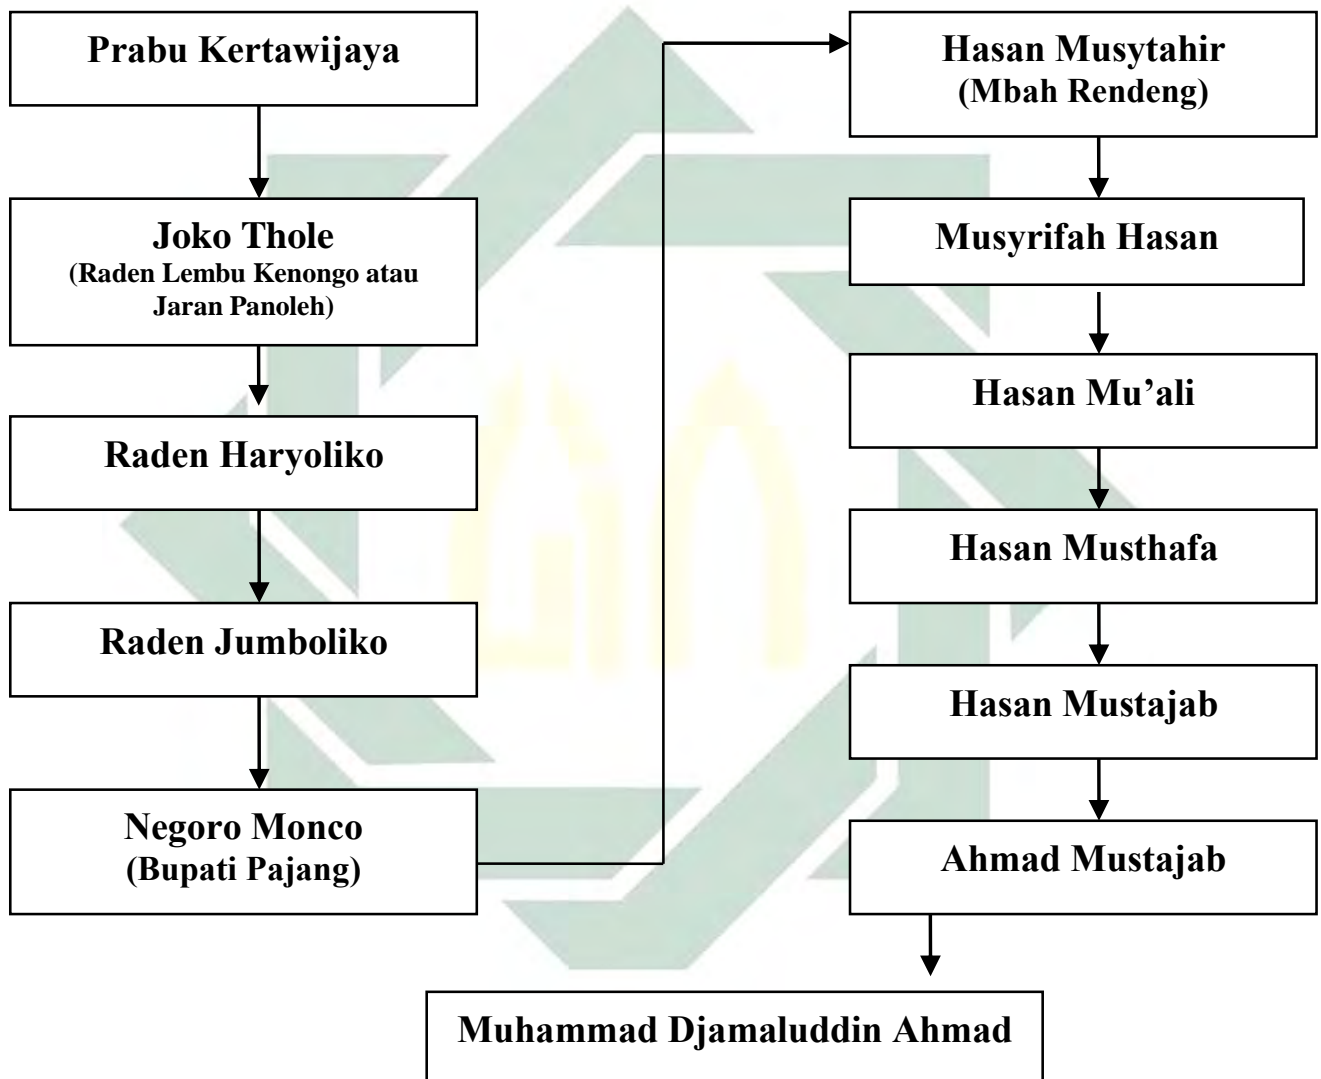 Prabu Kertawijaya
Joko Thole
(Raden Lembu Kenongo atau
Jaran Panoleh)
Raden Haryoliko
Raden Jumboliko
Negoro Monco
(Bupati Pajang)
Hasan Musytahir
(Mbah Rendeng)
Musyrifah Hasan
Hasan Mu’ali
Hasan Musthafa
Hasan Mustajab
Ahmad Mustajab
Muhammad Djamaluddin Ahmad